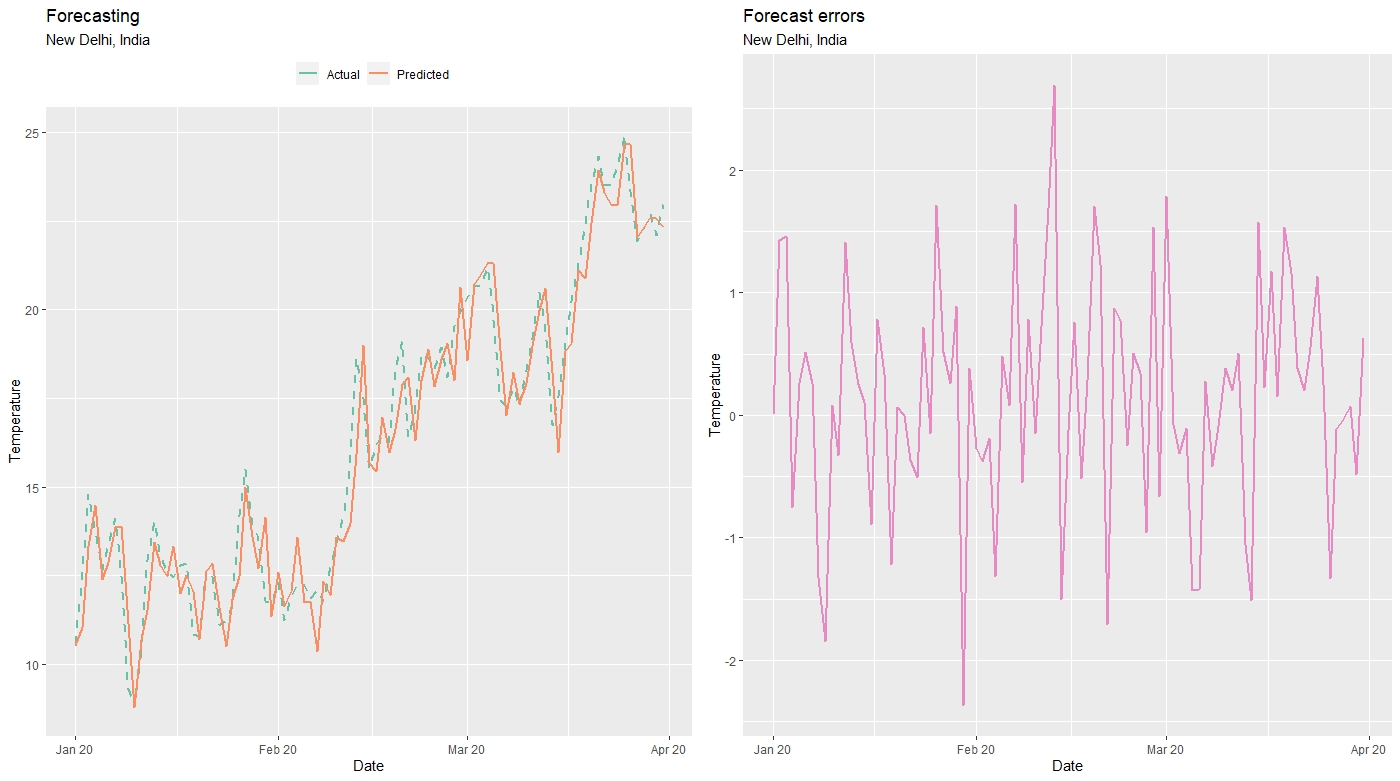 Forecasting
New Delhi, India
Actual Predicted
25
20
15
10
Temperature
Jan 20 Feb 20 Mar 20 Apr 20
Date
Forecast errors
New Delhi, India
2
1
0
-1
-2
Temperature
Jan 20 Feb 20 Mar 20 Apr 20
Date